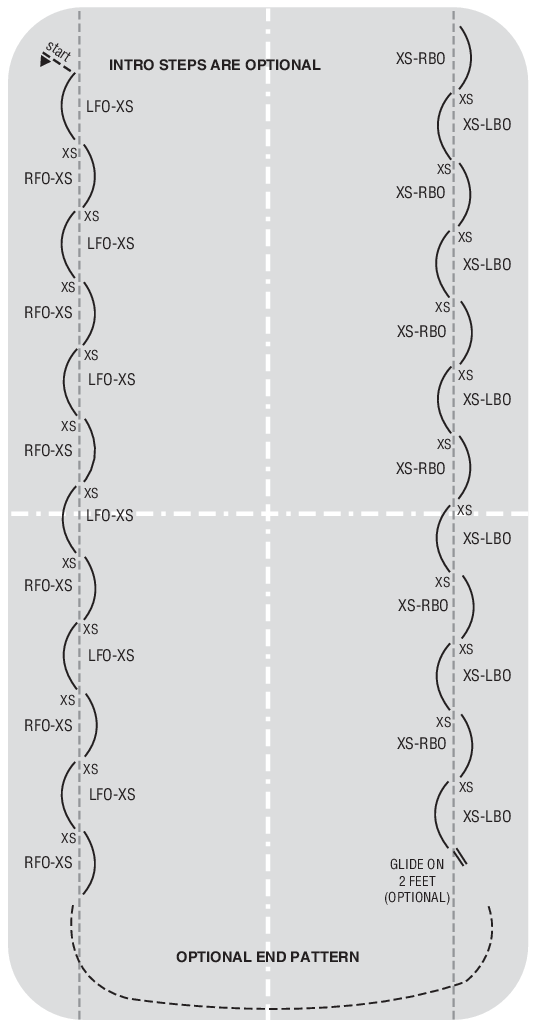 start
INTRO STEPS ARE OPTIONAL
LFO-XS
XS
RFO-XS
XS
LFO-XS
XS
RFO-XS
XS
LFO-XS
XS
RFO-XS
XS
LFO-XS
XS
RFO-XS
XS
LFO-XS
XS
RFO-XS
XS
LFO-XS
XS
RFO-XS
XS-RBO
XS
XS-LBO
XS
XS-RBO
XS
XS-LBO
XS
XS-RBO
XS
XS-LBO
XS
XS-RBO
XS
XS-LBO
XS
XS-RBO
XS
XS-LBO
XS
XS-RBO
XS
XS-LBO
GLIDE ON
2 FEET
(OPTIONAL)
OPTIONAL END PATTERN